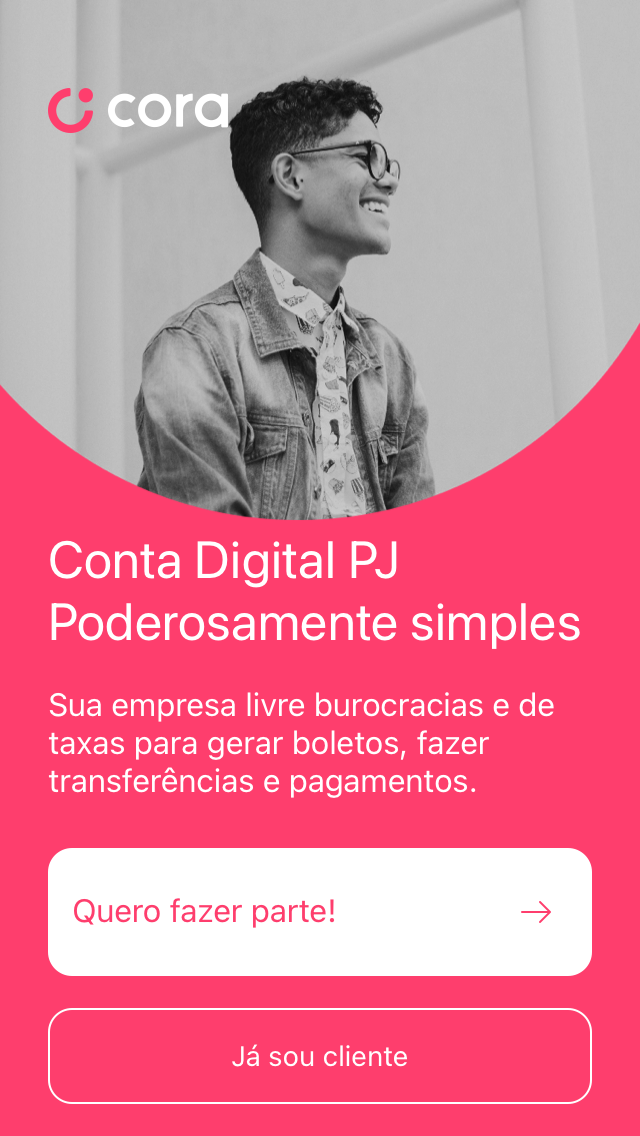 cora
Conta Digital PJ
Poderosamente simples
Sua empresa livre burocracias e de
taxas para gerar boletos, fazer
transferências e pagamentos.
Quero fazer parte!
Já sou cliente